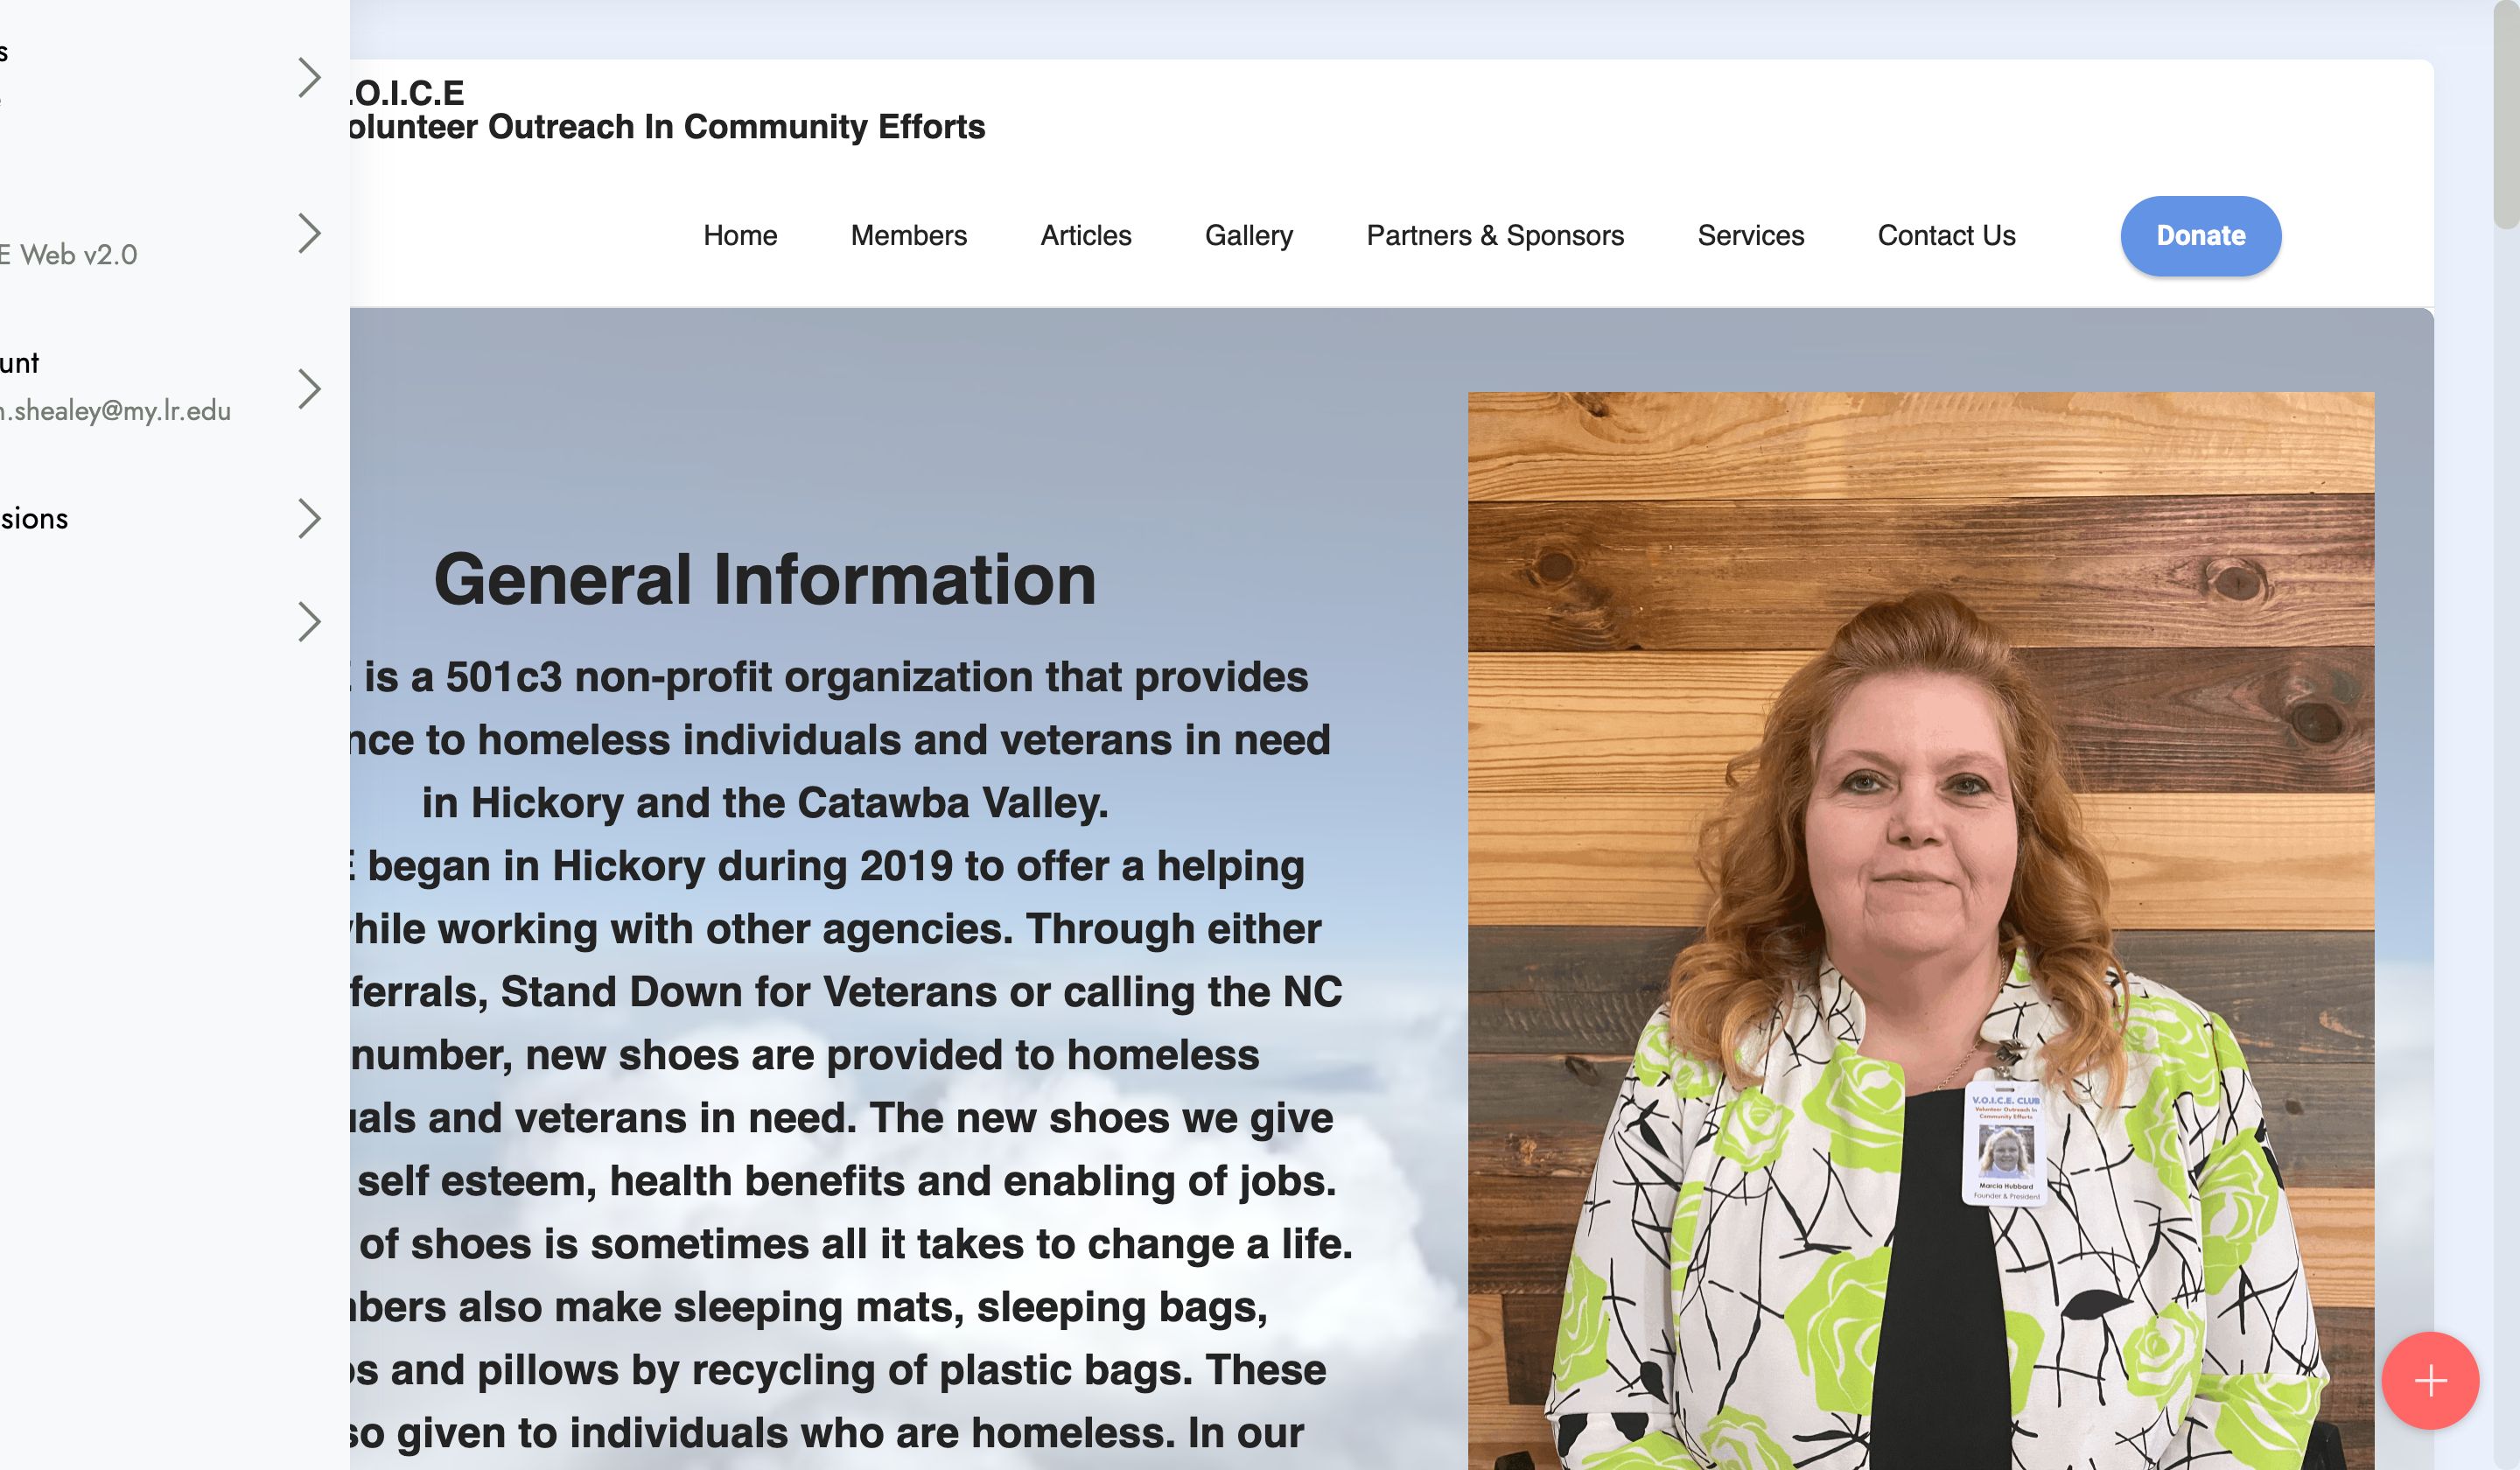 s
E Web v2.0
unt
n.shealey@my.lr.edu
sions
.O.I.C.E
olunteer Outreach In Community Efforts
Home Members Articles Gallery Partners & Sponsors Services Contact Us Donate
General Information
is a 501c3 non-profit organization that provides
nce to homeless individuals and veterans in need
in Hickory and the Catawba Valley.
E began in Hickory during 2019 to offer a helping
while working with other agencies. Through either
ferrals, Stand Down for Veterans or calling the NC
number, new shoes are provided to homeless
uals and veterans in need. The new shoes we give
self esteem, health benefits and enabling of jobs.
of shoes is sometimes all it takes to change a life.
nbers also make sleeping mats, sleeping bags,
s and pillows by recycling of plastic bags. These
so given to individuals who are homeless. In our
V.O.I.C.E. CLUB
Volunteer Outreach In
Community Efforts
Marcia Hubbard
Founder & President